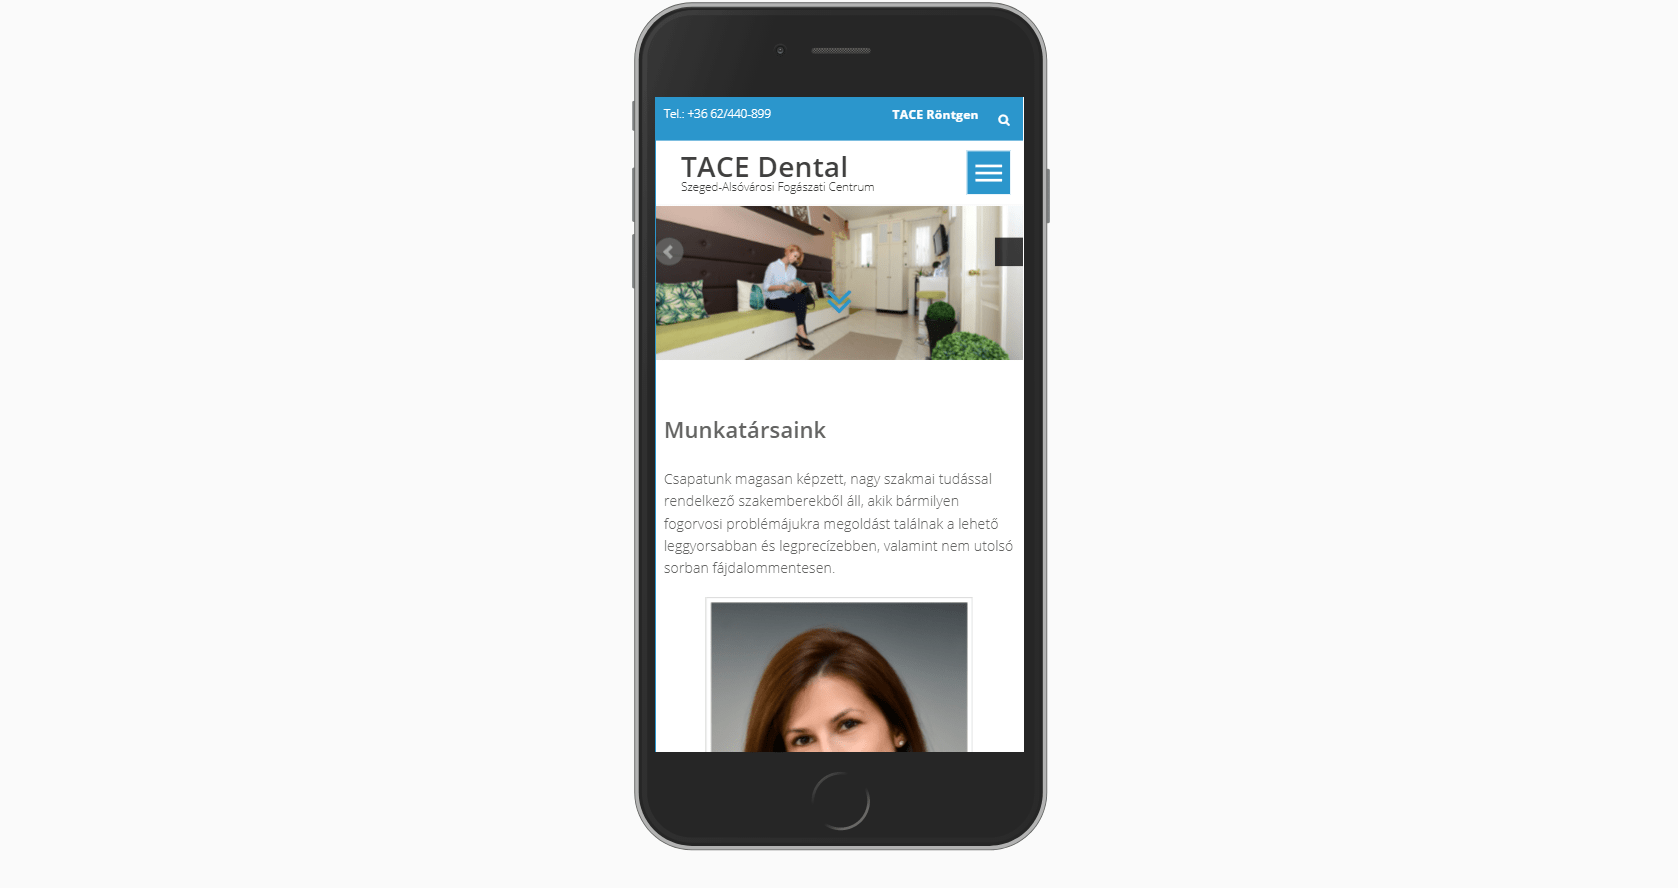 Tel.: +36 62/440-899
TACE Röntgen
TACE Dental
Szeged-Alsóvárosi Fogászati Centrum
Munkatársaink
Csapatunk magasan képzett, nagy szakmai tudással
rendelkező szakemberekből áll, akik bármilyen
fogorvosi problémájukra megoldást találnak a lehető
leggyorsabban és legprecízebben, valamint nem utolsó
sorban fájdalommentesen.